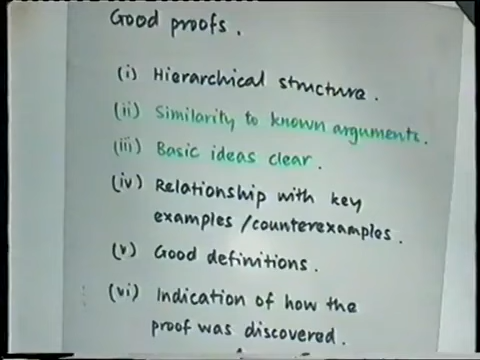 Good proofs.
(i) Hierarchical structure.
(ii) Similarity to known arguments.
(iii) Basic ideas clear.
(iv) Relationship with key
examples/counterexamples.
(v) Good definitions.
(vi) Indication of how the
proof was discovered.